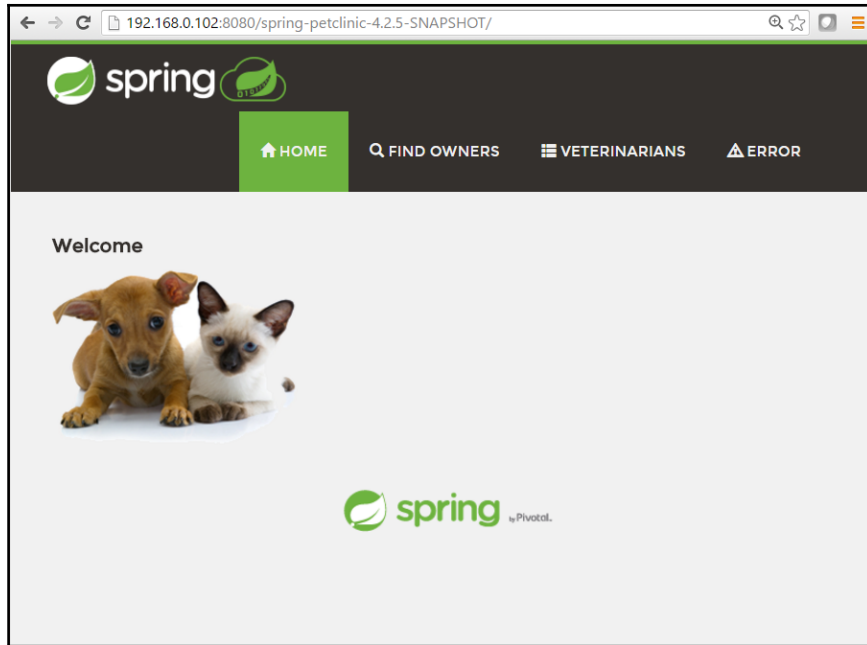 192.168.0.102:8080/spring-petclinic-4.2.5-SNAPSHOT/
spring
HOME FIND OWNERS VETERINARIANS ERROR
Welcome
spring by Pivotal.